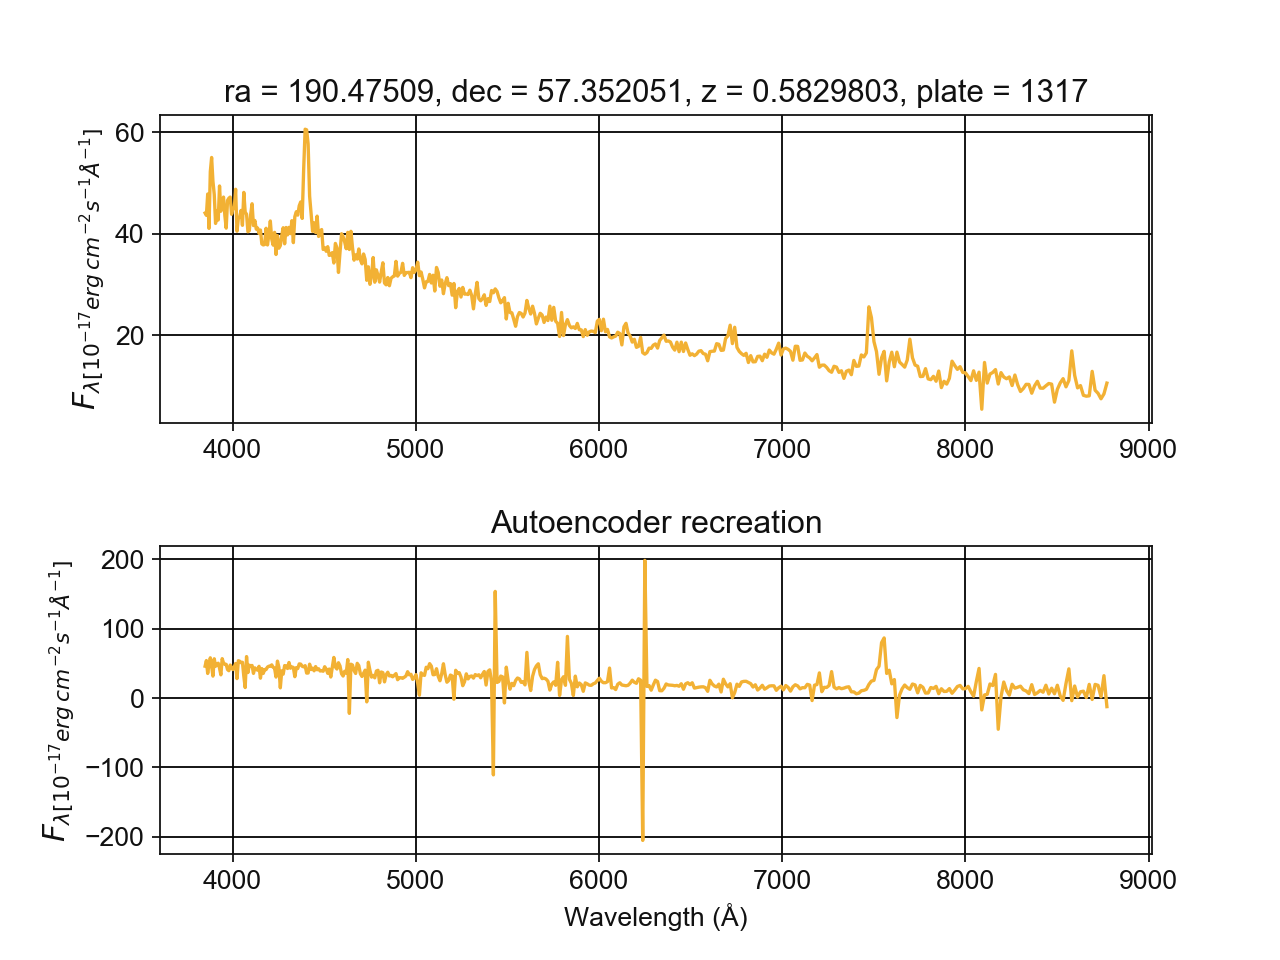 ra = 190.47509, dec = 57.352051, z = 0.5829803, plate = 1317
F_λ[10^−17 erg cm^−2 s^−1 Å^−1]
60
40
20
4000 5000 6000 7000 8000 9000
Autoencoder recreation
F_λ[10^−17 erg cm^−2 s^−1 Å^−1]
200
100
0
−100
−200
4000 5000 6000 7000 8000 9000
Wavelength (Å)